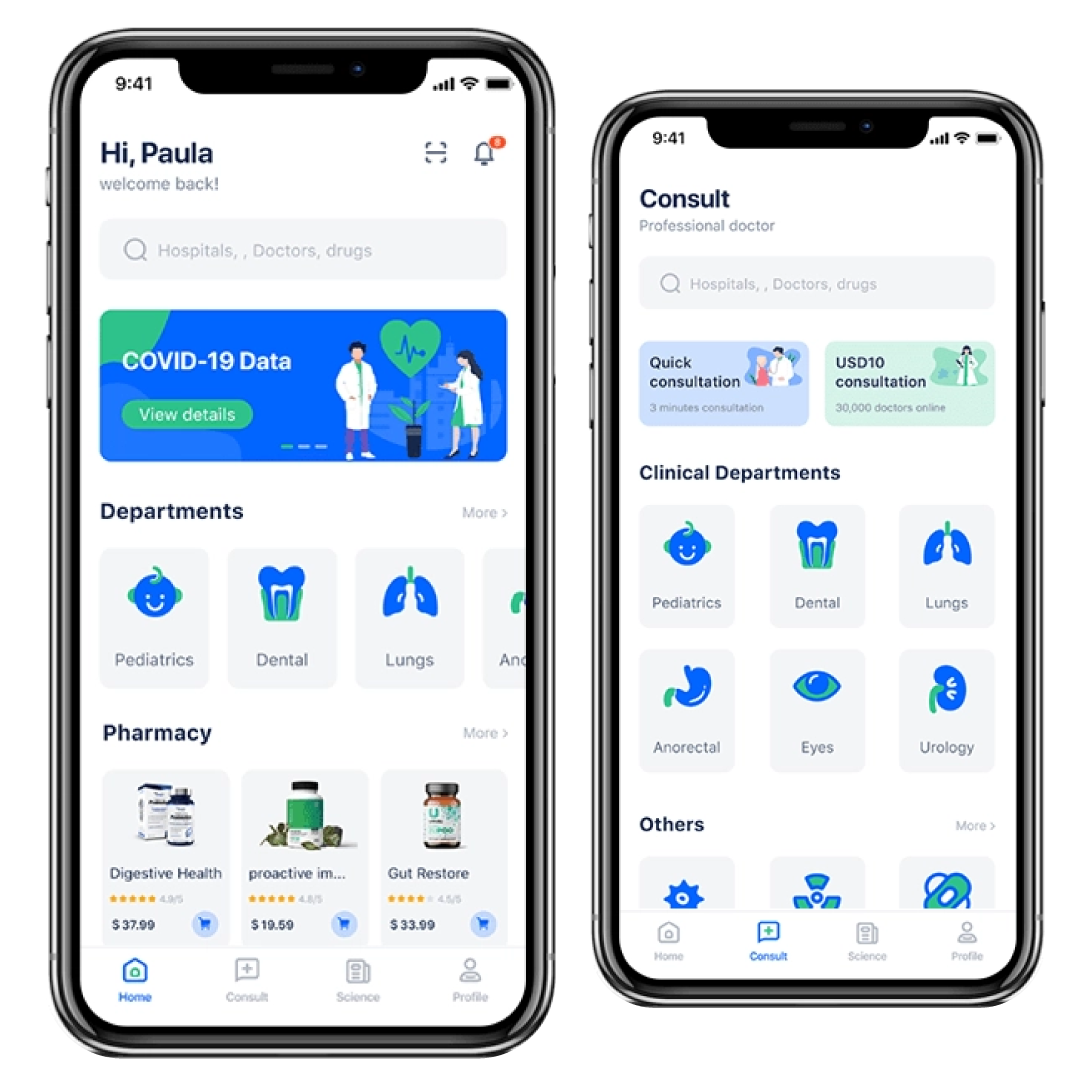 9:41
Hi, Paula
8
welcome back!
Hospitals, , Doctors, drugs
COVID-19 Data
View details
Departments
More >
Pediatrics
Dental
Lungs
Ano
Pharmacy
More >
Digestive Health
proactive im...
Gut Restore
4.9/5
4.8/5
4.5/5
$ 37.99
$ 19.59
$ 33.99
Home
Consult
Science
Profile
9:41
Consult
Professional doctor
Hospitals, , Doctors, drugs
Quick
consultation
3 minutes consultation
USD10
consultation
30,000 doctors online
Clinical Departments
Pediatrics
Dental
Lungs
Anorectal
Eyes
Urology
Others
More >
Home
Consult
Science
Profile